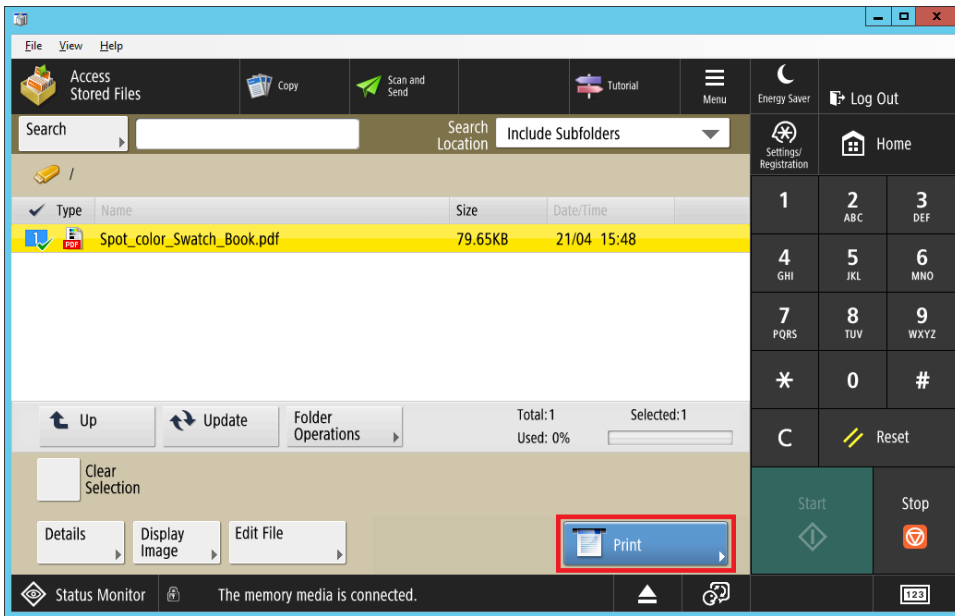 File View Help
Access
Stored Files
Copy
Scan and
Send
Tutorial
Menu
Energy Saver
Log Out
Search
Search
Location
Include Subfolders
Settings/
Registration
Home
/
Type Name Size Date/Time
1 PDF Spot_color_Swatch_Book.pdf 79.65KB 21/04 15:48
1 2 3
ABC DEF
4 5 6
GHI JKL MNO
7 8 9
PQRS TUV WXYZ
* 0 #
Up
Update
Folder
Operations
Total:1 Selected:1
Used: 0%
C
Reset
Clear
Selection
Start
Stop
Details
Display
Image
Edit File
Print
Status Monitor
The memory media is connected.
123